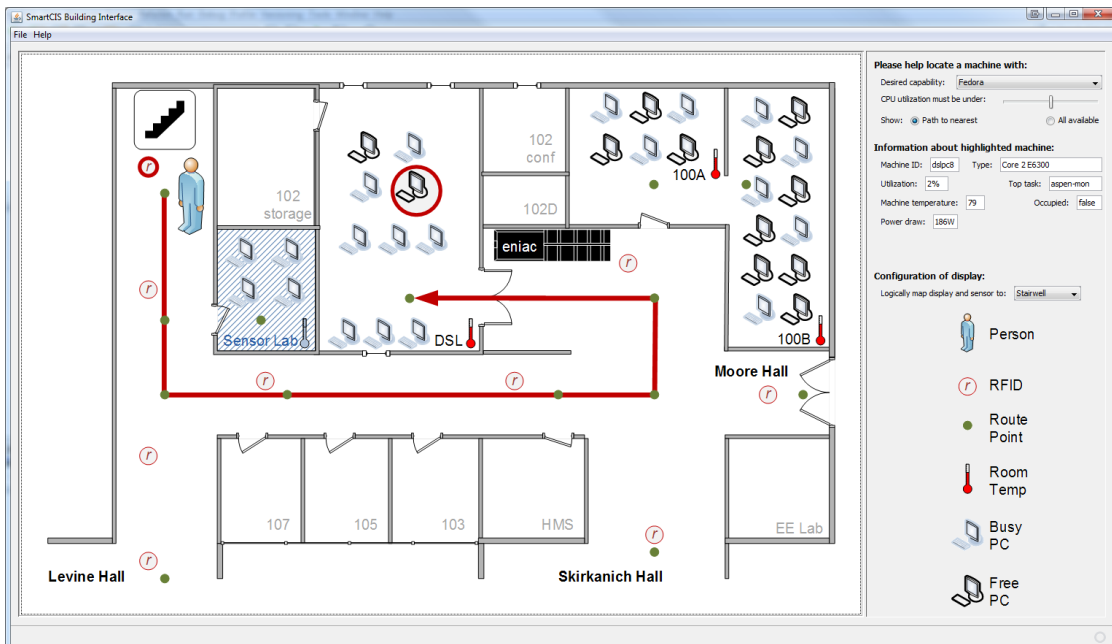 SmartCIS Building Interface
File Help
102
storage
102
conf
102D
100A
eniac
Sensor Lab
DSL
100B
Moore Hall
r
r
r
r
r
r
r
r
r
107
105
103
HMS
EE Lab
Levine Hall
Skirkanich Hall
Please help locate a machine with:
Desired capability: Fedora
CPU utilization must be under:
Show: Path to nearest All available
Information about highlighted machine:
Machine ID: dslpc8 Type: Core 2 E6300
Utilization: 2% Top task: aspen-mon
Machine temperature: 79 Occupied: false
Power draw: 186W
Configuration of display:
Logically map display and sensor to: Stairwell
Person
r RFID
Route
Point
Room
Temp
Busy
PC
Free
PC